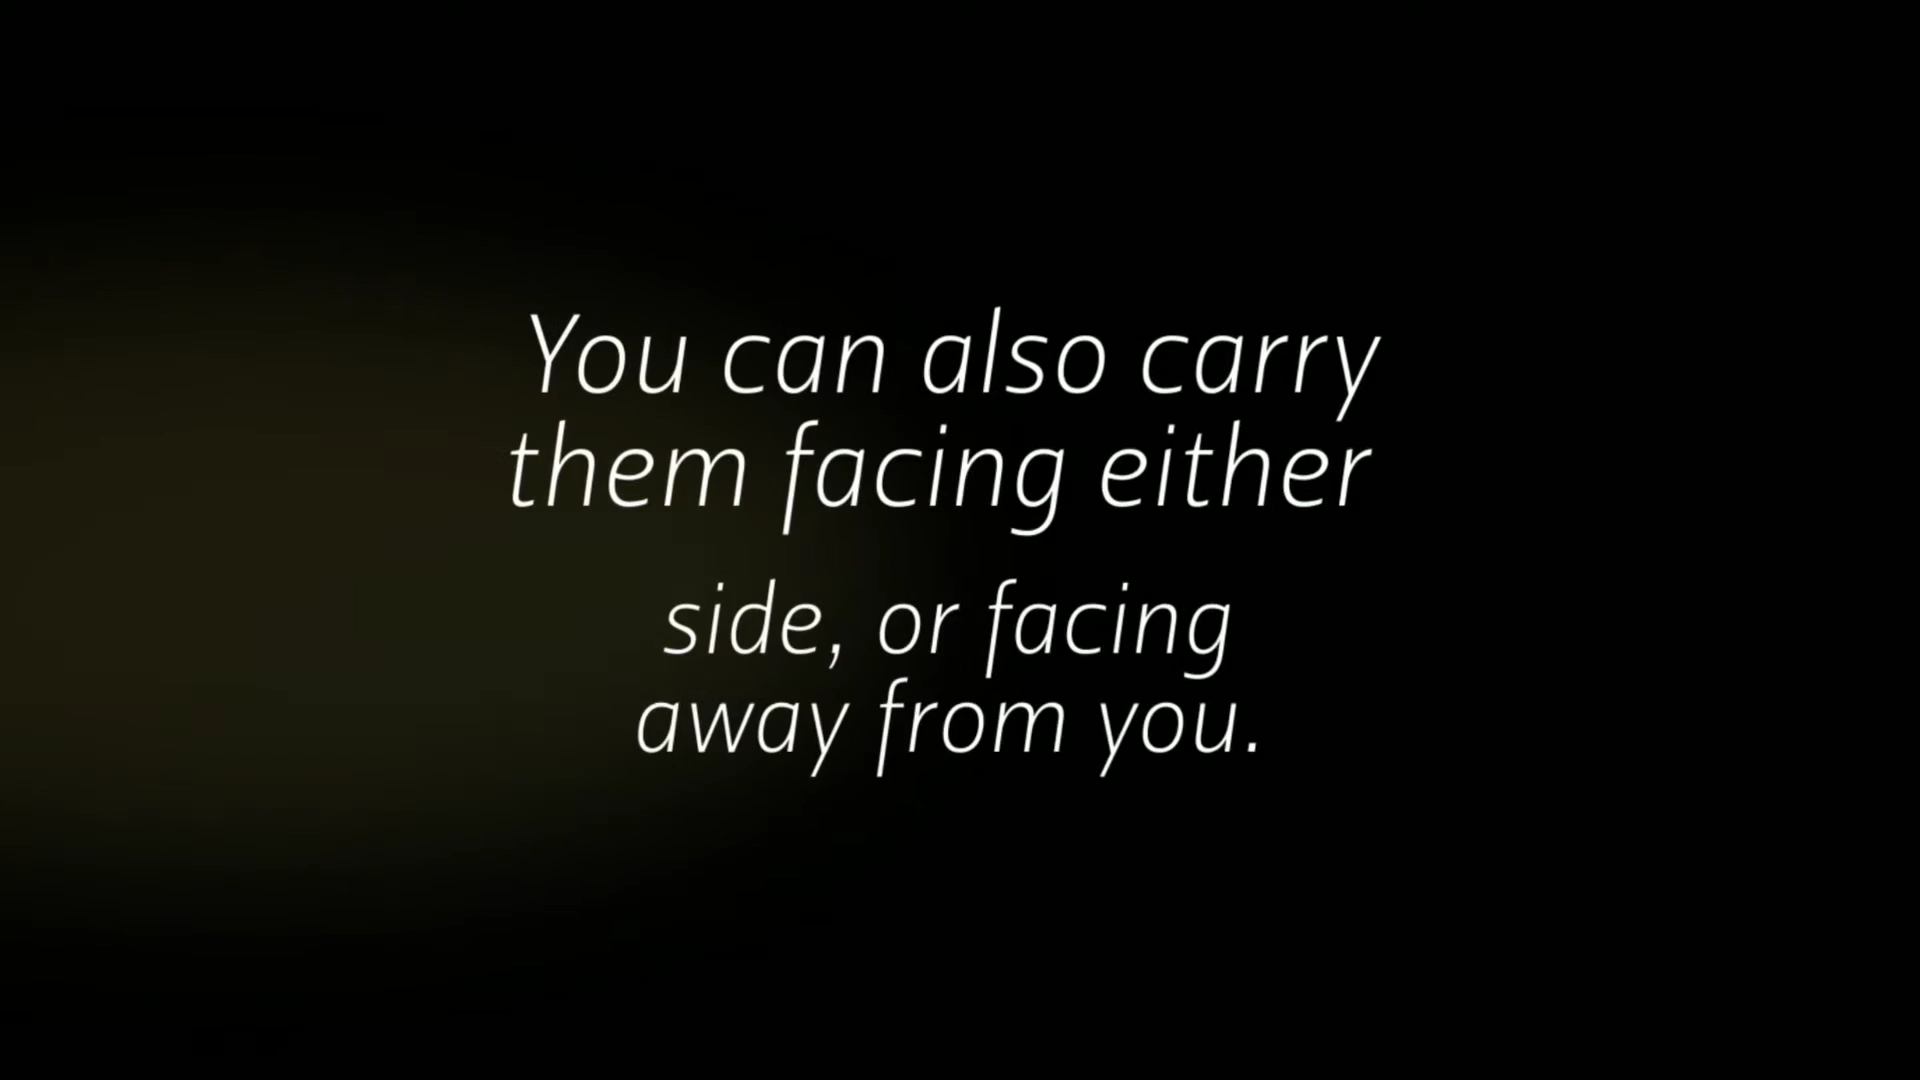 You can also carry
them facing either
side, or facing
away from you.